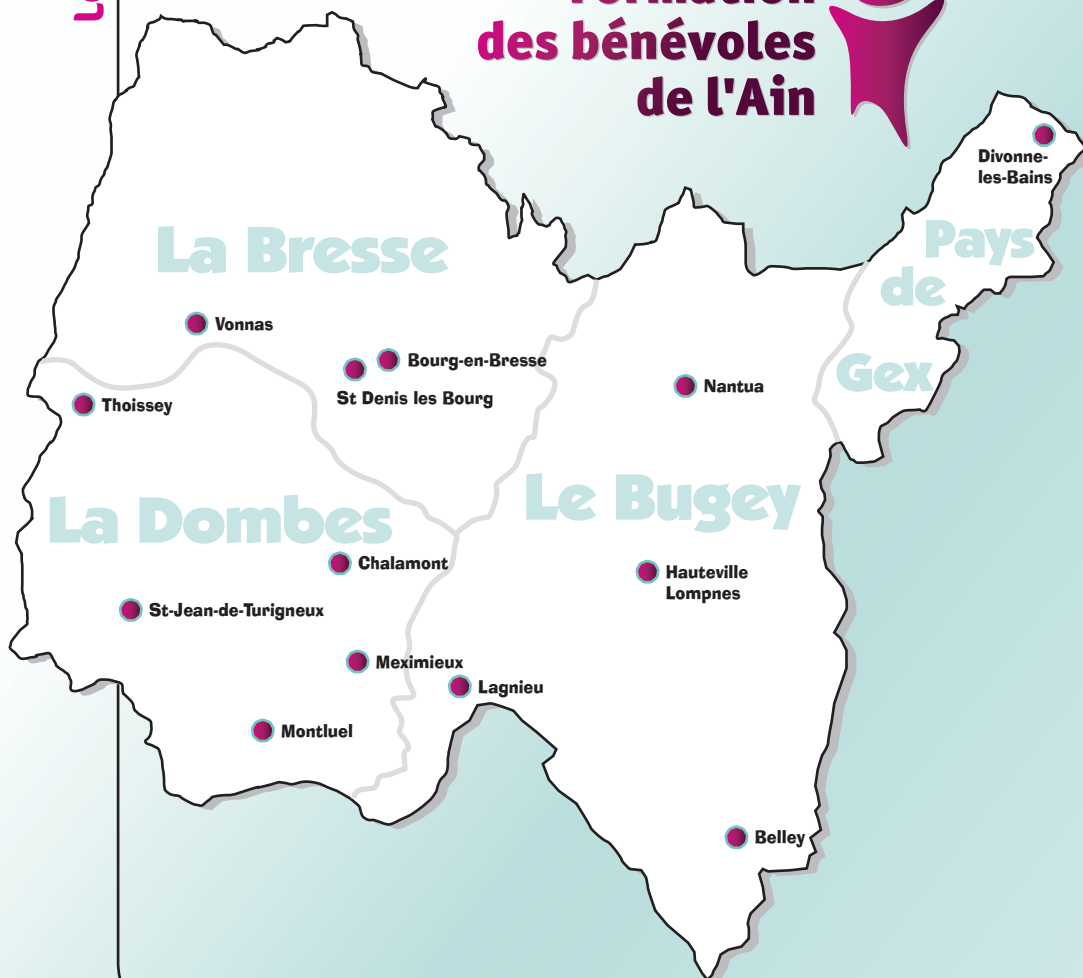 des bénévoles
de l'Ain
Divonne-
les-Bains
Pays
de
Gex
La Bresse
Vonnas
Bourg-en-Bresse
St Denis les Bourg
Nantua
Thoissey
La Dombes
Le Bugey
Chalamont
Hauteville
Lompnes
St-Jean-de-Turigneux
Meximieux
Lagnieu
Montluel
Belley